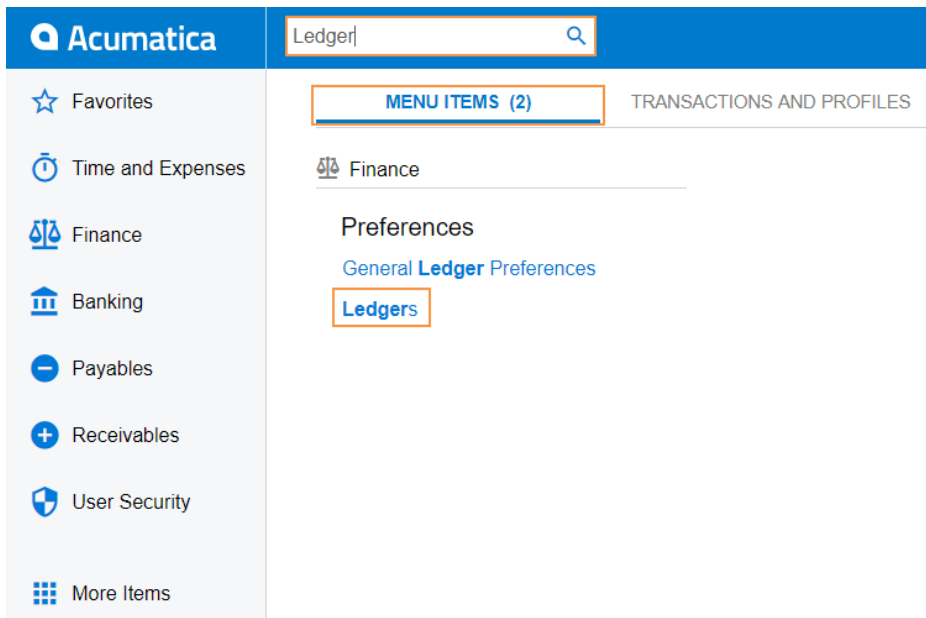 Acumatica
Ledger
Favorites
Time and Expenses
Finance
Banking
Payables
Receivables
User Security
More Items
MENU ITEMS (2)
TRANSACTIONS AND PROFILES
Finance
Preferences
General Ledger Preferences
Ledgers